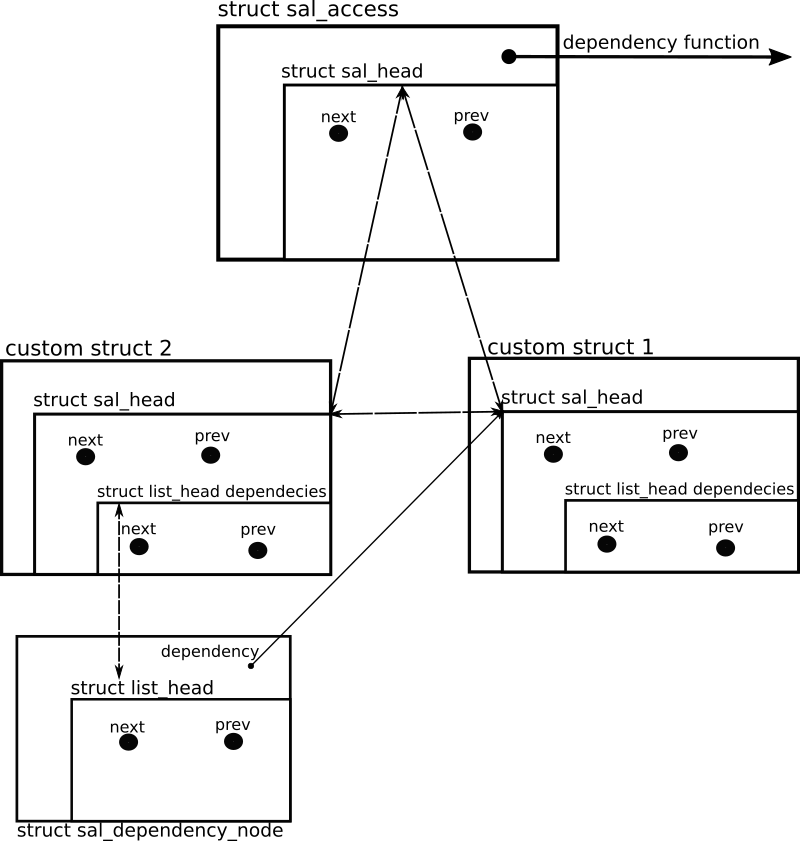 struct sal_access
dependency function
struct sal_head
next prev
custom struct 2
custom struct 1
struct sal_head
struct sal_head
next prev
next prev
struct list_head dependecies
struct list_head dependecies
next prev
next prev
dependency
struct list_head
next prev
struct sal_dependency_node